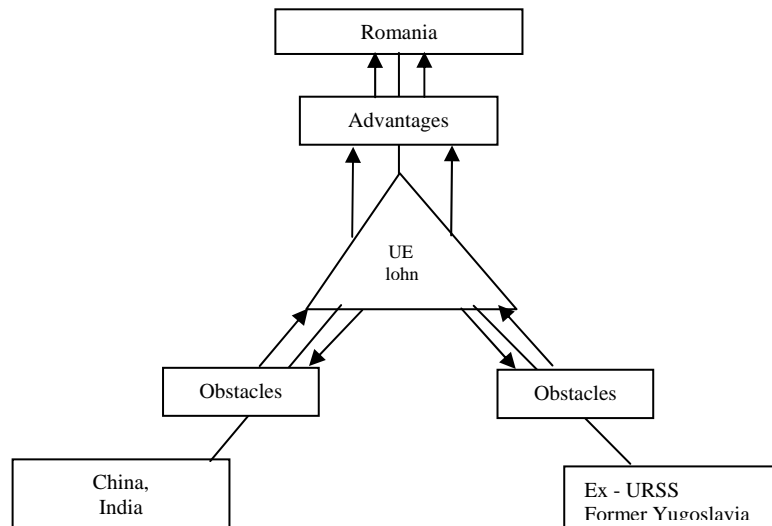 Romania
Advantages
UE
lohn
Obstacles
Obstacles
China,
India
Ex - URSS
Former Yugoslavia